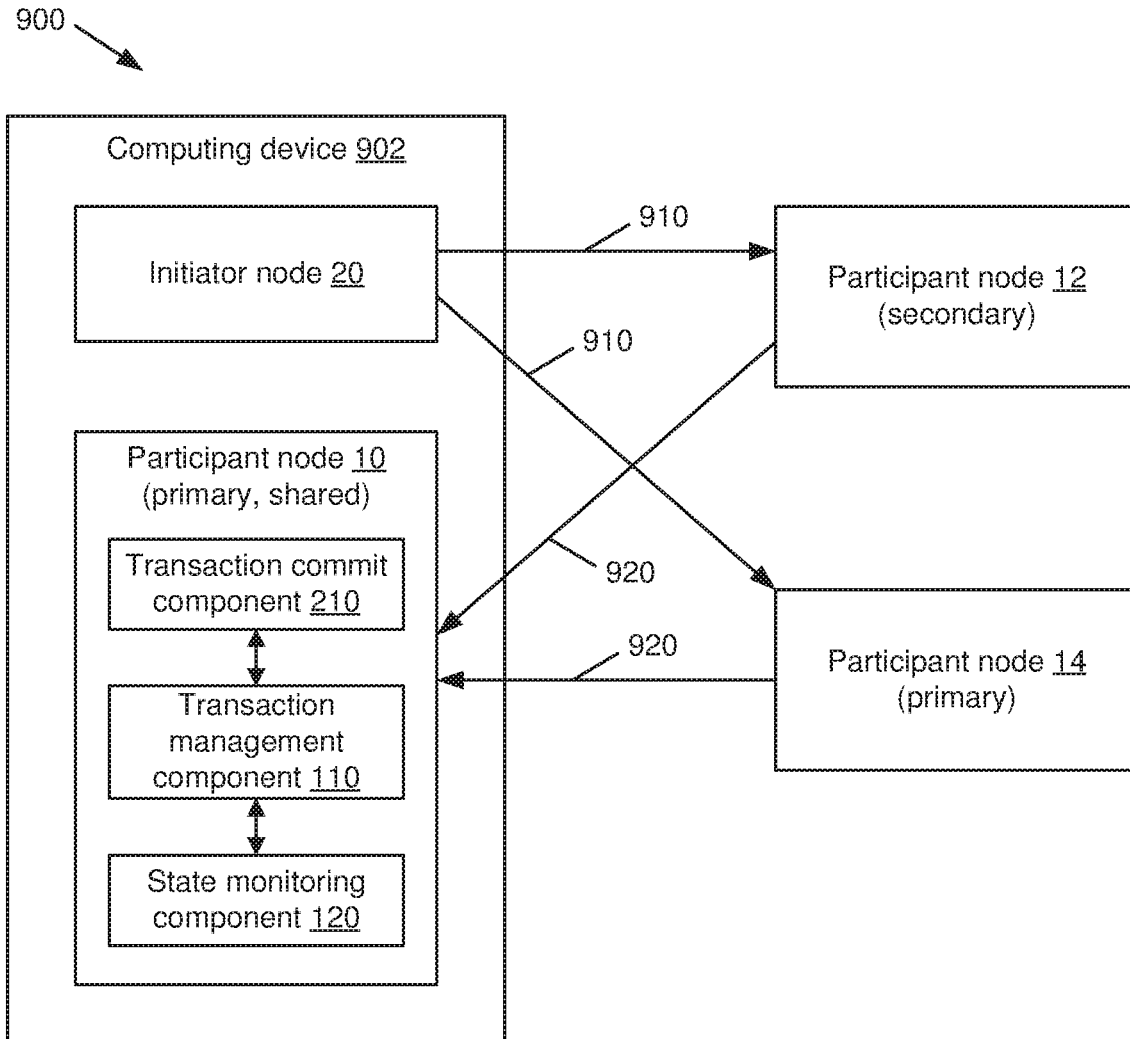 900
Computing device 902
Initiator node 20
910
Participant node 12
(secondary)
910
Participant node 10
(primary, shared)
Transaction commit
component 210
920
920
Participant node 14
(primary)
Transaction
management
component 110
State monitoring
component 120